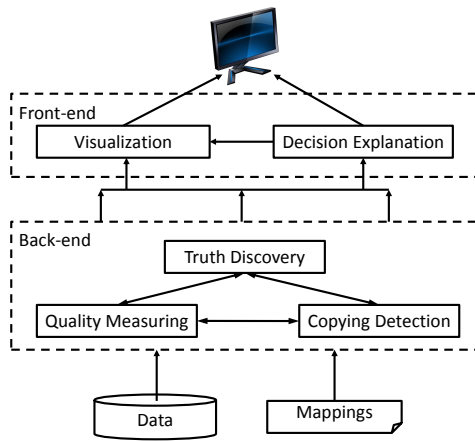 Front-end
Visualization
Decision Explanation
Back-end
Truth Discovery
Quality Measuring
Copying Detection
Data
Mappings